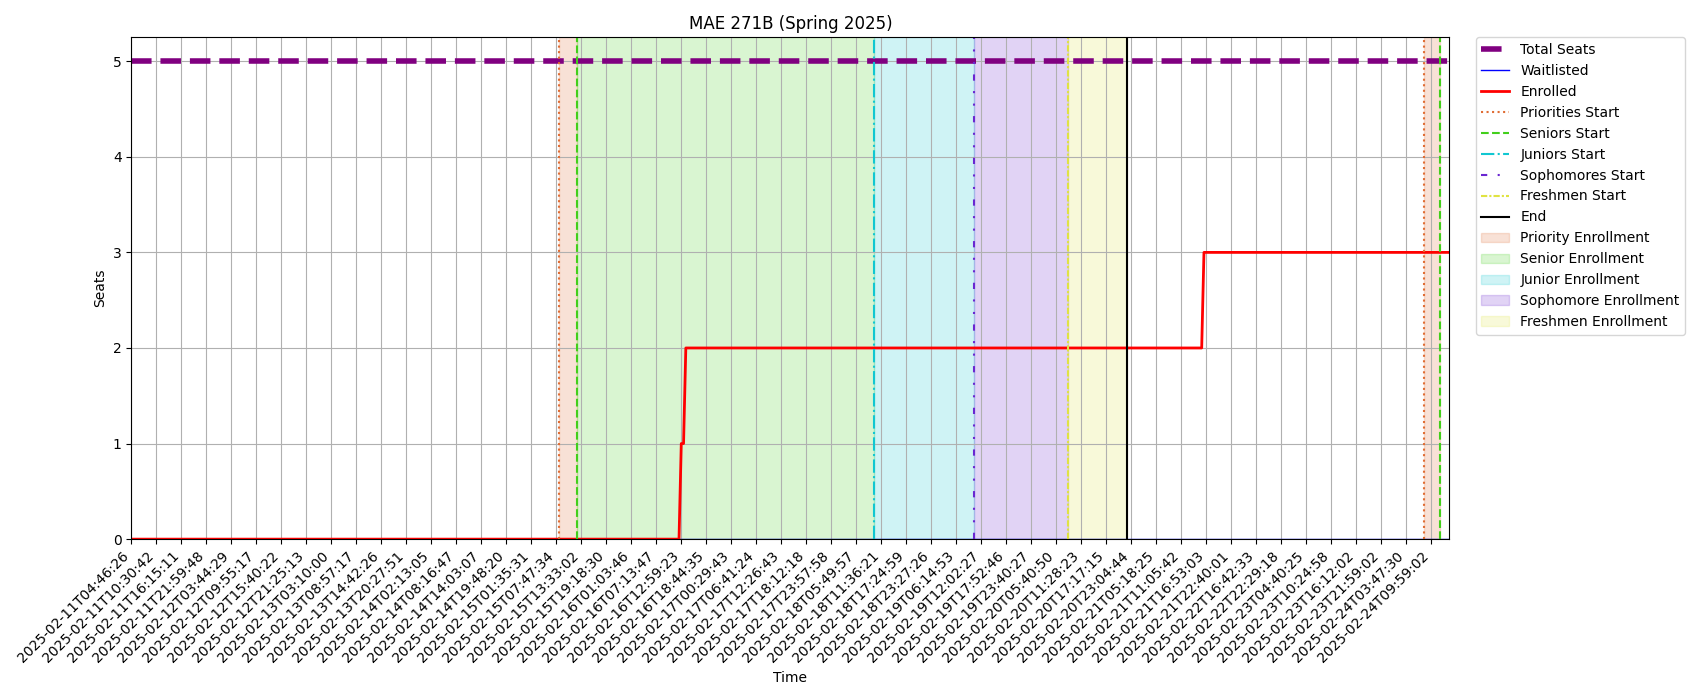 MAE 271B (Spring 2025)
Seats
5
4
3
2
1
0
2025-02-11T04:46:26
2025-02-11T10:30:42
2025-02-11T16:15:11
2025-02-11T21:59:48
2025-02-12T03:44:29
2025-02-12T09:55:17
2025-02-12T15:40:22
2025-02-12T21:25:13
2025-02-13T03:10:00
2025-02-13T08:57:17
2025-02-13T14:42:26
2025-02-13T20:27:51
2025-02-14T02:13:05
2025-02-14T08:16:47
2025-02-14T14:03:07
2025-02-14T19:48:20
2025-02-15T01:35:31
2025-02-15T07:47:34
2025-02-15T13:33:02
2025-02-15T19:18:30
2025-02-16T01:03:46
2025-02-16T07:13:47
2025-02-16T12:59:23
2025-02-16T18:44:35
2025-02-17T00:29:43
2025-02-17T06:41:24
2025-02-17T12:26:43
2025-02-17T18:12:18
2025-02-17T23:57:58
2025-02-18T05:49:57
2025-02-18T11:36:21
2025-02-18T17:24:59
2025-02-18T23:27:26
2025-02-19T06:14:53
2025-02-19T12:02:27
2025-02-19T17:52:46
2025-02-19T23:40:27
2025-02-20T05:40:50
2025-02-20T11:28:23
2025-02-20T17:17:15
2025-02-20T23:04:44
2025-02-21T05:18:25
2025-02-21T11:05:42
2025-02-21T16:53:03
2025-02-21T22:40:01
2025-02-22T16:42:33
2025-02-22T22:29:18
2025-02-23T04:40:25
2025-02-23T10:24:58
2025-02-23T16:12:02
2025-02-23T21:59:02
2025-02-24T03:47:30
2025-02-24T09:59:02
Time
Total Seats
Waitlisted
Enrolled
Priorities Start
Seniors Start
Juniors Start
Sophomores Start
Freshmen Start
End
Priority Enrollment
Senior Enrollment
Junior Enrollment
Sophomore Enrollment
Freshmen Enrollment